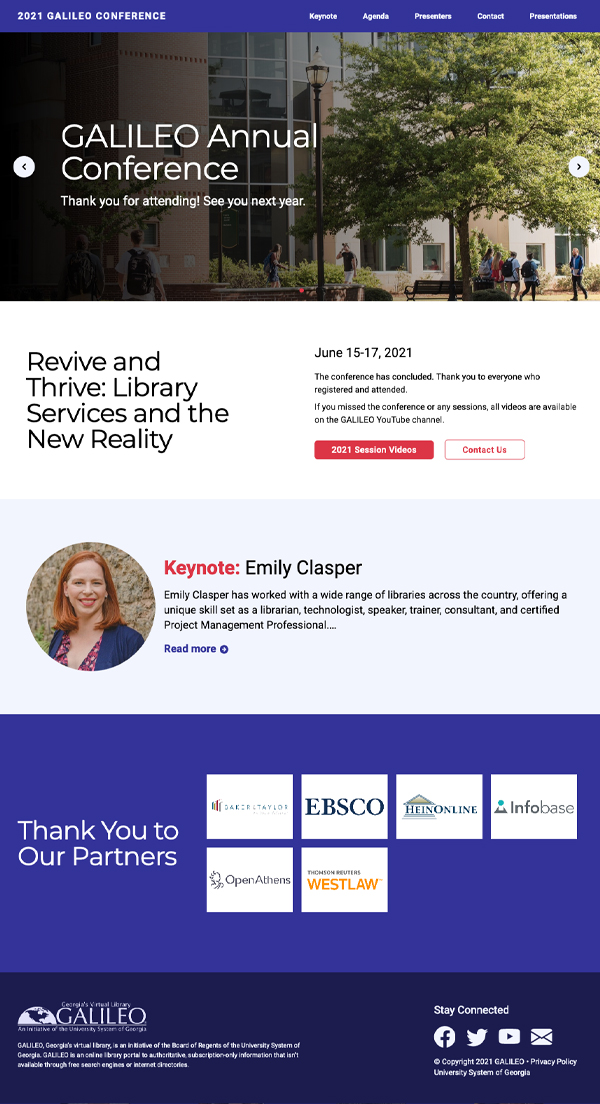 2021 GALILEO CONFERENCE
Keynote Agenda Presenters Contact Presentations
GALILEO Annual
Conference
Thank you for attending! See you next year.
Revive and
Thrive: Library
Services and the
New Reality
June 15-17, 2021
The conference has concluded. Thank you to everyone who
registered and attended.
If you missed the conference or any sessions, all videos are available
on the GALILEO YouTube channel.
2021 Session Videos Contact Us
Keynote: Emily Clasper
Emily Clasper has worked with a wide range of libraries across the country, offering a
unique skill set as a librarian, technologist, speaker, trainer, consultant, and certified
Project Management Professional....
Read more
Thank You to
Our Partners
BAKER & TAYLOR
EBSCO
HEINONLINE
Infobase
OpenAthens
THOMSON REUTERS
WESTLAW
Georgia's Virtual Library
GALILEO
An Initiative of the University System of Georgia
GALILEO, Georgia's virtual library, is an initiative of the Board of Regents of the University System of
Georgia. GALILEO is an online library portal to authoritative, subscription-only information that isn't
available through free search engines or internet directories.
Stay Connected
© Copyright 2021 GALILEO • Privacy Policy
University System of Georgia